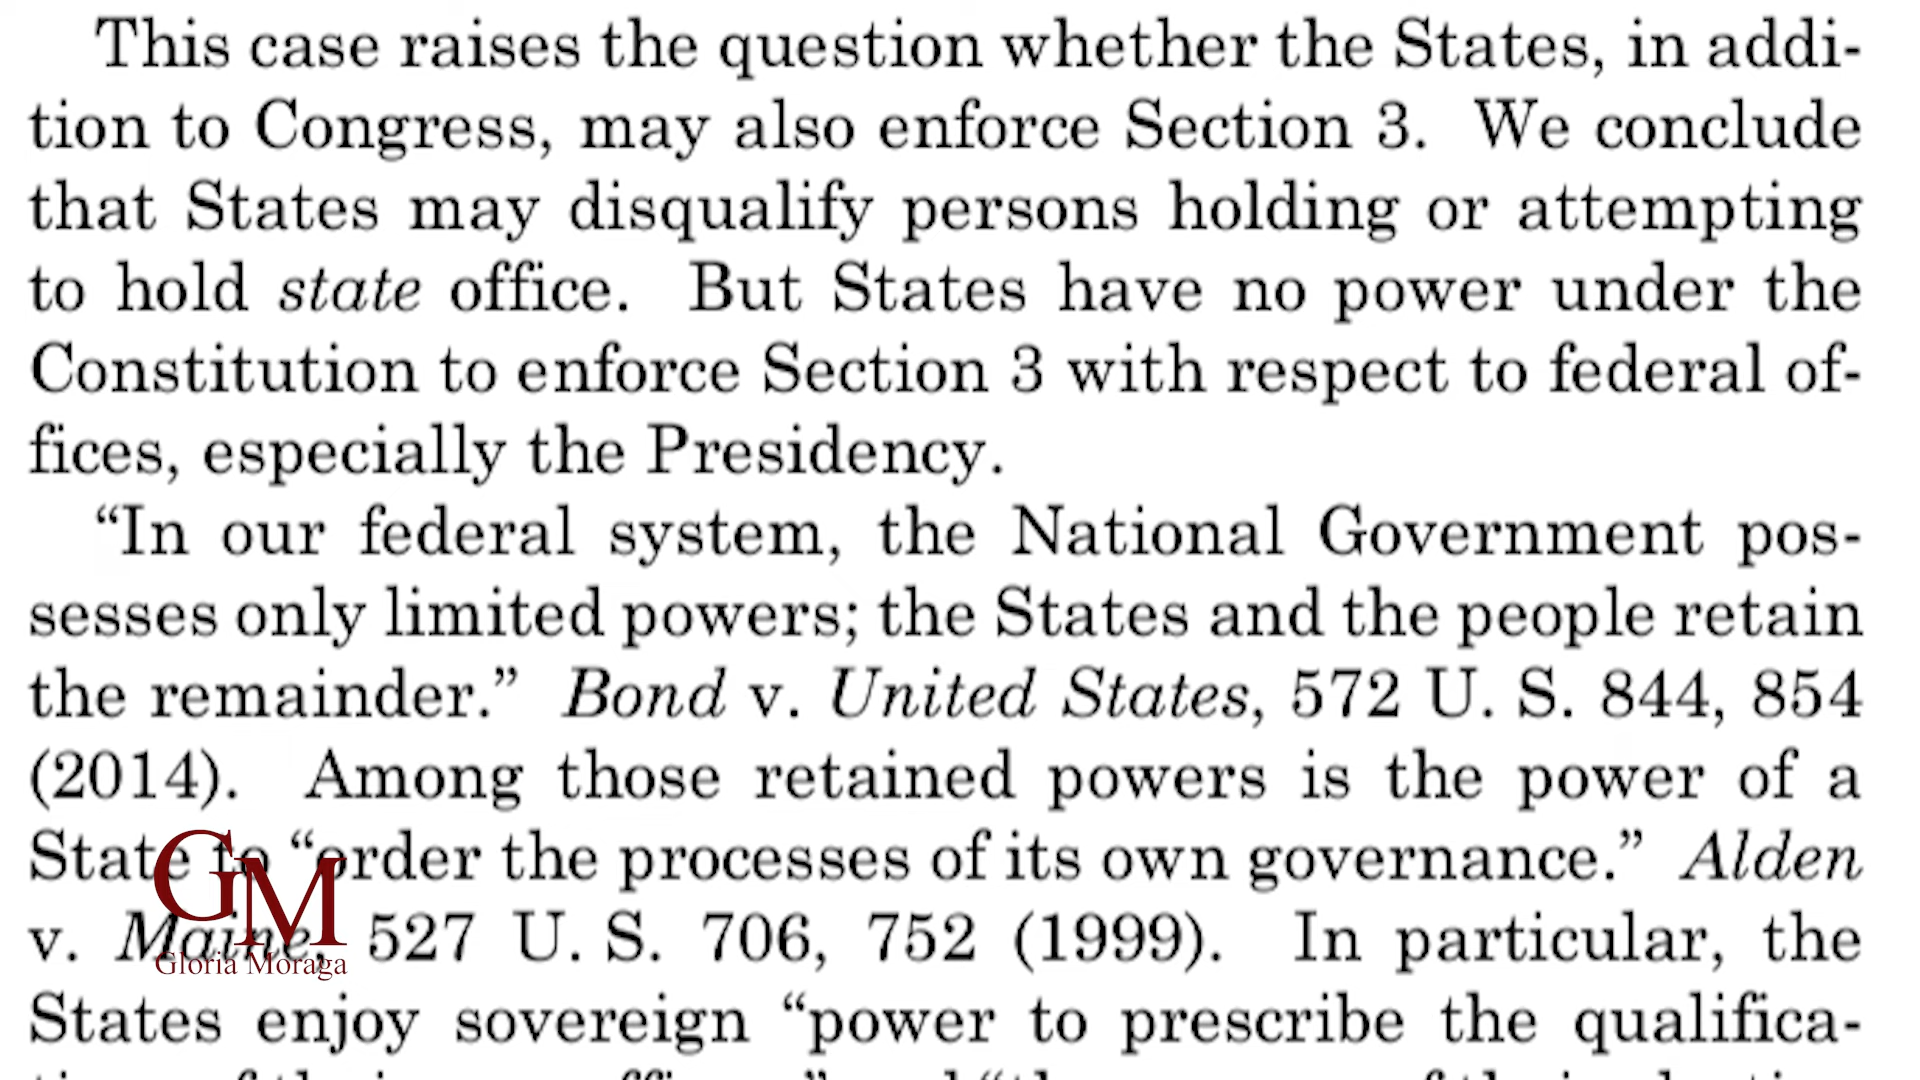 This case raises the question whether the States, in addi-
tion to Congress, may also enforce Section 3. We conclude
that States may disqualify persons holding or attempting
to hold state office. But States have no power under the
Constitution to enforce Section 3 with respect to federal of-
fices, especially the Presidency.
“In our federal system, the National Government pos-
sesses only limited powers; the States and the people retain
the remainder.” Bond v. United States, 572 U. S. 844, 854
(2014). Among those retained powers is the power of a
State to “order the processes of its own governance.” Alden
v. Maine, 527 U. S. 706, 752 (1999). In particular, the
States enjoy sovereign “power to prescribe the qualifica-
GM
Gloria Moraga